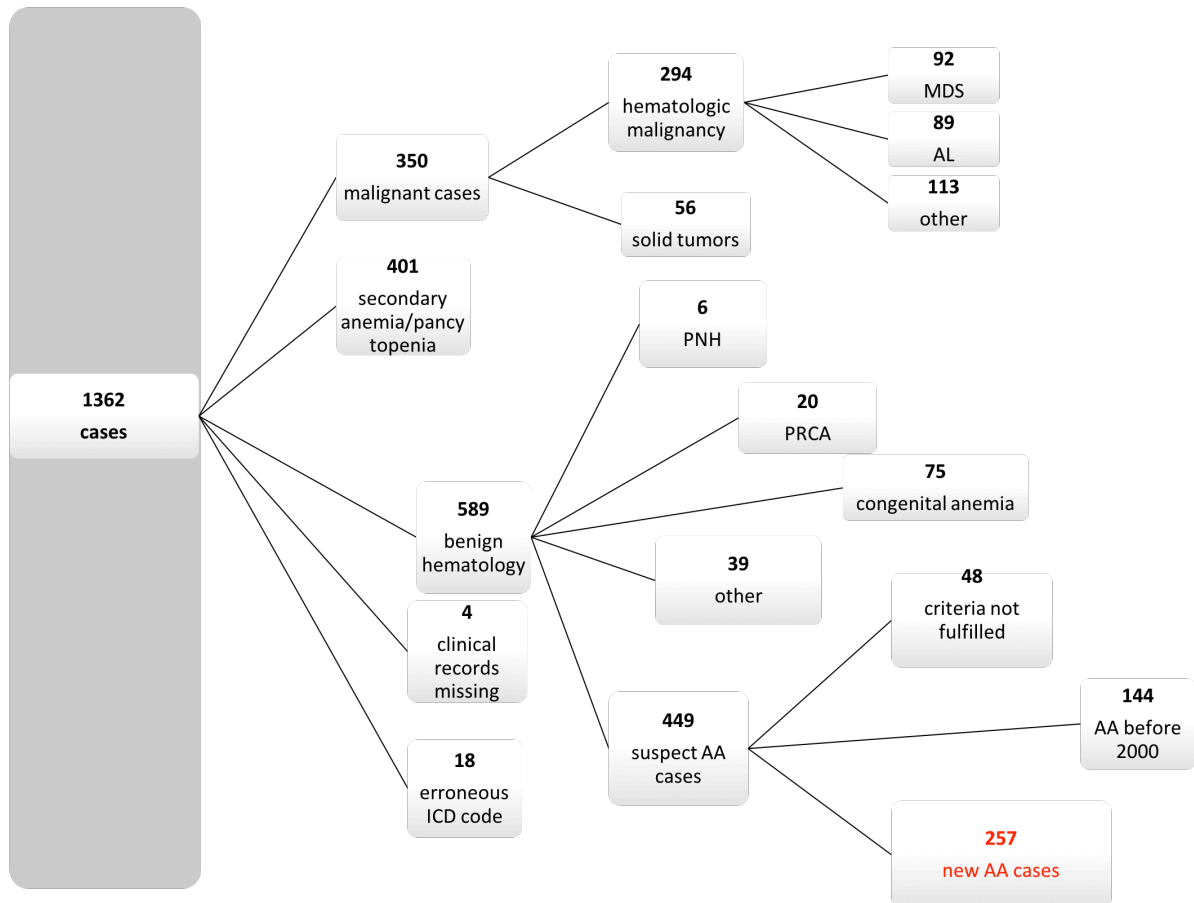 1362
cases
350
malignant cases
294
hematologic
malignancy
92
MDS
89
AL
113
other
56
solid tumors
401
secondary
anemia/pancy
topenia
589
benign
hematology
6
PNH
20
PRCA
75
congenital anemia
39
other
449
suspect AA
cases
48
criteria not
fulfilled
144
AA before
2000
257
new AA cases
4
clinical
records
missing
18
erroneous
ICD code